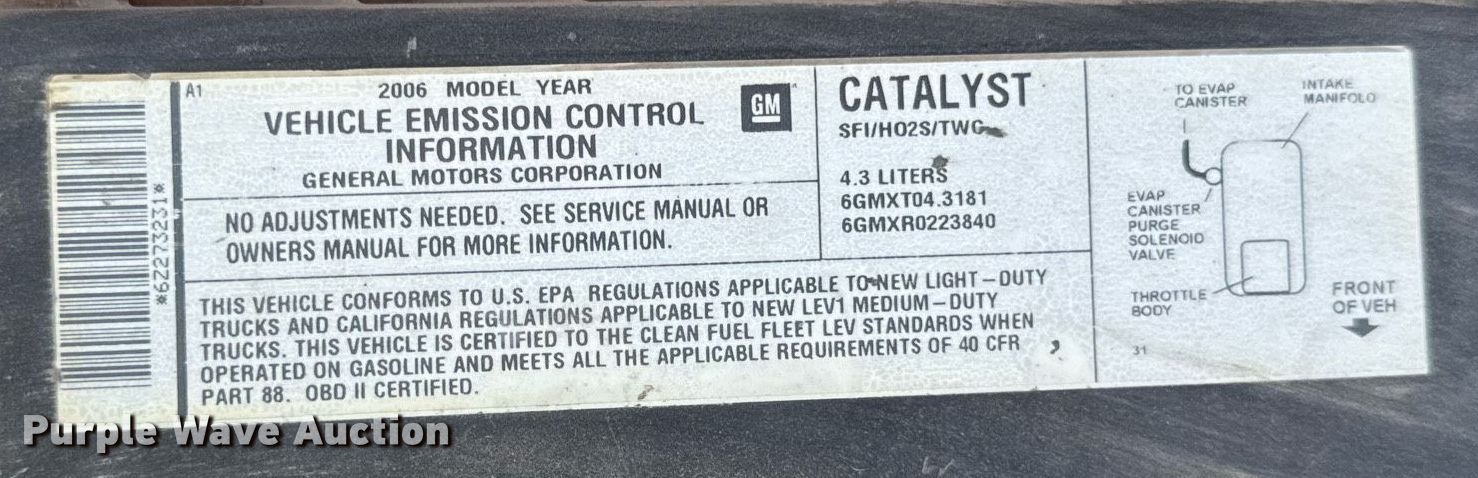 A1
2006 MODEL YEAR
VEHICLE EMISSION CONTROL
INFORMATION
GENERAL MOTORS CORPORATION
GM
NO ADJUSTMENTS NEEDED. SEE SERVICE MANUAL OR
OWNERS MANUAL FOR MORE INFORMATION.
CATALYST
SFI/HO2S/TWC
4.3 LITERS
6GMXT04.3181
6GMXR0223840
THIS VEHICLE CONFORMS TO U.S. EPA REGULATIONS APPLICABLE TO NEW LIGHT-DUTY
TRUCKS AND CALIFORNIA REGULATIONS APPLICABLE TO NEW LEV1 MEDIUM-DUTY
TRUCKS. THIS VEHICLE IS CERTIFIED TO THE CLEAN FUEL FLEET LEV STANDARDS WHEN
OPERATED ON GASOLINE AND MEETS ALL THE APPLICABLE REQUIREMENTS OF 40 CFR
PART 88. OBD II CERTIFIED.
*62273231*
TO EVAP
CANISTER
INTAKE
MANIFOLD
EVAP
CANISTER
PURGE
SOLENOID
VALVE
THROTTLE
BODY
FRONT
OF VEH
31
Purple Wave Auction